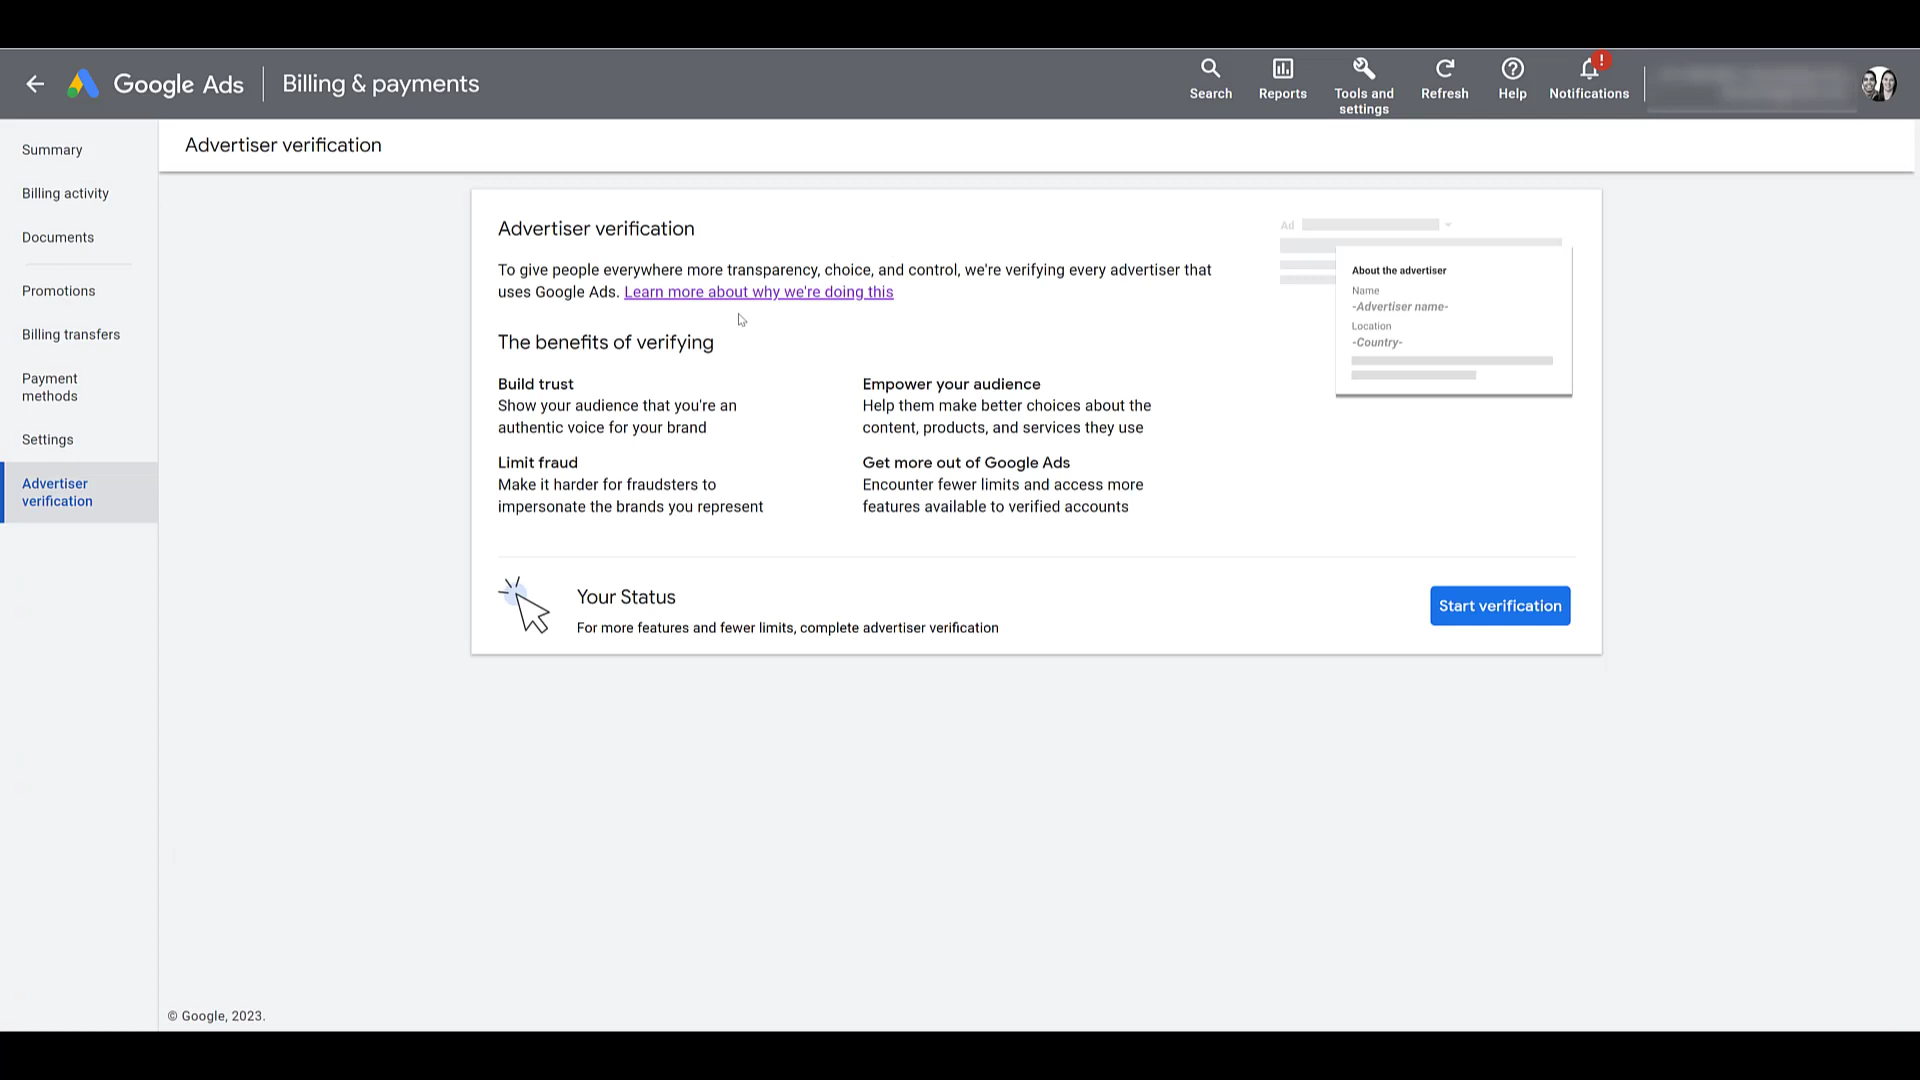 Google Ads
Billing & payments
Search
Reports
Tools and
settings
Refresh
Help
!
Notifications
Summary
Billing activity
Documents
Promotions
Billing transfers
Payment
methods
Settings
Advertiser
verification
Advertiser verification
Advertiser verification
To give people everywhere more transparency, choice, and control, we're verifying every advertiser that
uses Google Ads. Learn more about why we're doing this
The benefits of verifying
Build trust
Show your audience that you're an
authentic voice for your brand
Empower your audience
Help them make better choices about the
content, products, and services they use
Limit fraud
Make it harder for fraudsters to
impersonate the brands you represent
Get more out of Google Ads
Encounter fewer limits and access more
features available to verified accounts
Ad
About the advertiser
Name
-Advertiser name-
Location
-Country-
Your Status
For more features and fewer limits, complete advertiser verification
Start verification
© Google, 2023.